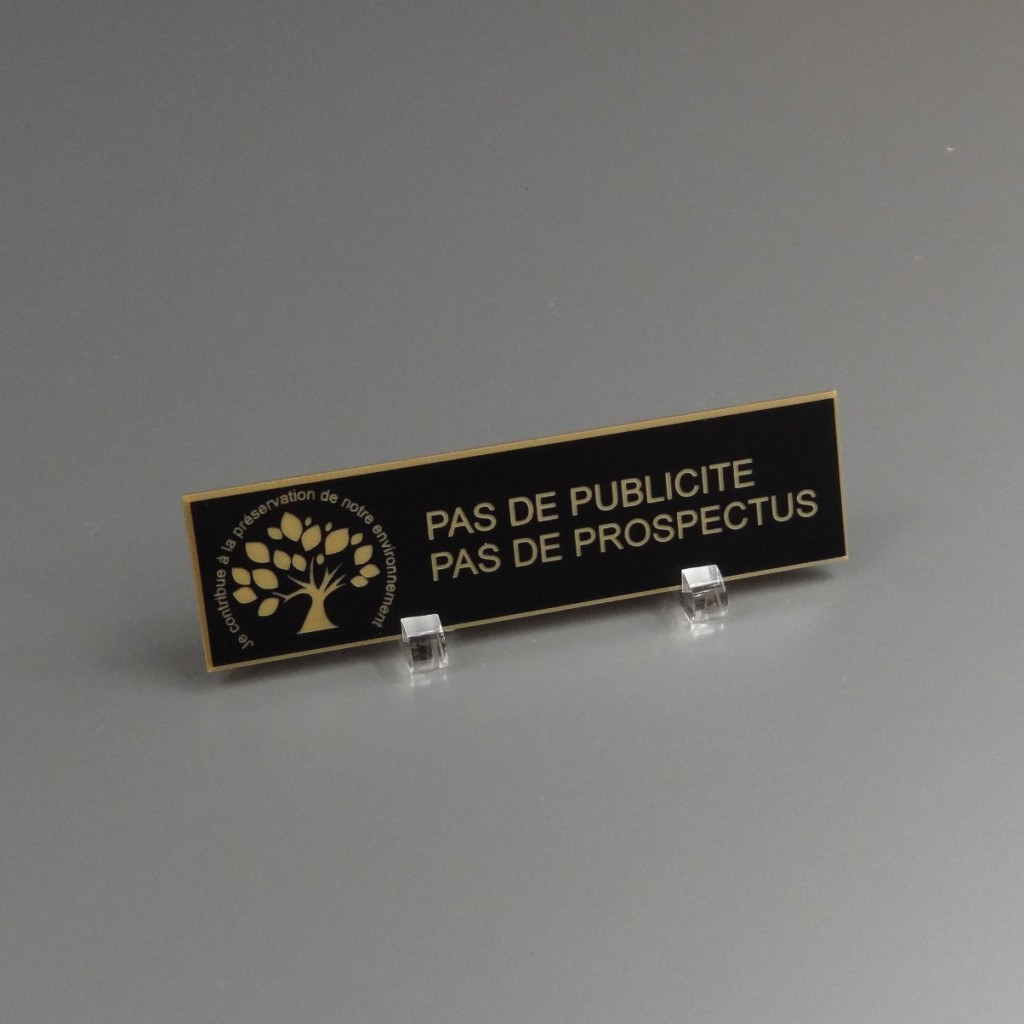 Je contribue à la préservation de notre environnement
PAS DE PUBLICITE
PAS DE PROSPECTUS